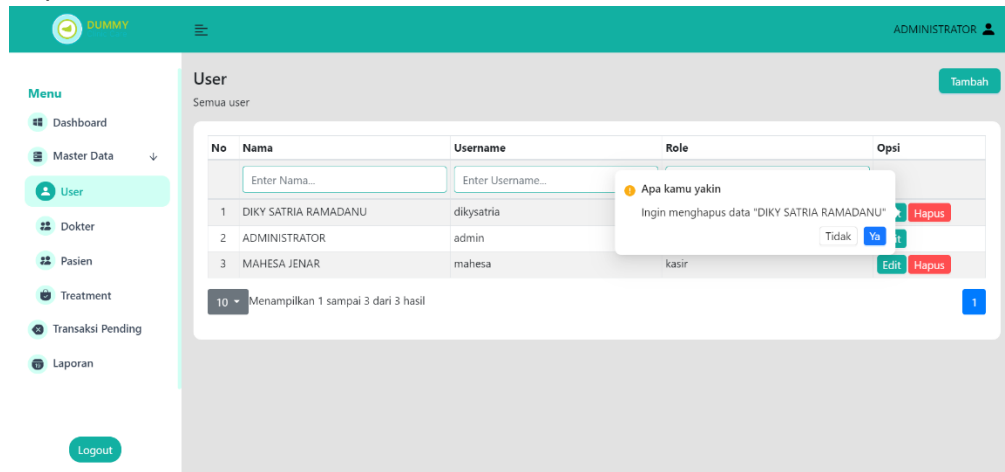 DUMMY
ADMINISTRATOR
Menu
Dashboard
Master Data
User
Dokter
Pasien
Treatment
Transaksi Pending
Laporan
Logout
User
Tambah
Semua user
No Nama Username Role Opsi
Enter Nama... Enter Username...
Apa kamu yakin
Ingin menghapus data "DIKY SATRIA RAMADANU"
Tidak Ya
1 DIKY SATRIA RAMADANU dikysatria Hapus
2 ADMINISTRATOR admin
3 MAHESA JENAR mahesa kasir Edit Hapus
10 Menampilkan 1 sampai 3 dari 3 hasil
1